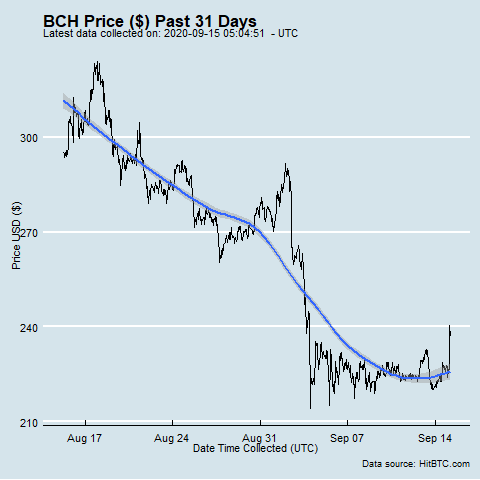 BCH Price ($) Past 31 Days
Latest data collected on: 2020-09-15 05:04:51 - UTC
300
270
240
210
Price USD ($)
Aug 17 Aug 24 Aug 31 Sep 07 Sep 14
Date Time Collected (UTC)
Data source: HitBTC.com